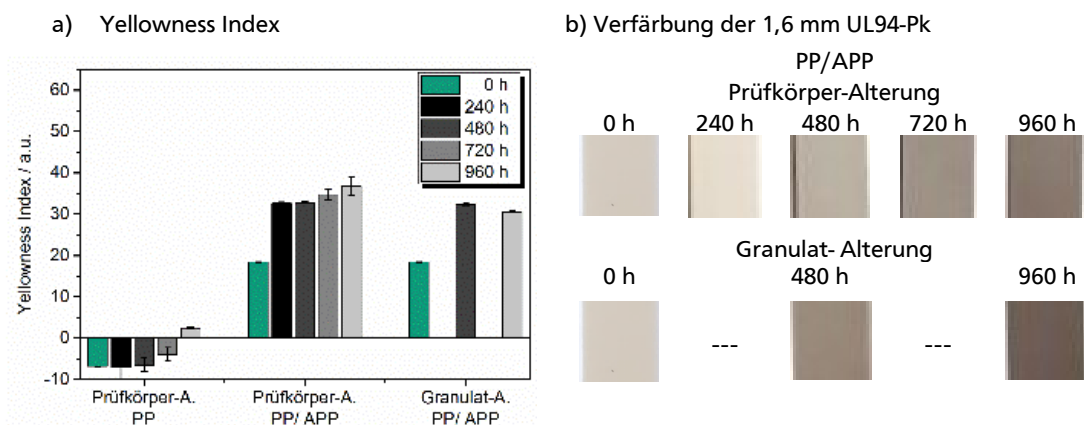 a) Yellowness Index
Yellowness Index / a.u.
60
50
40
30
20
10
0
-10
0 h
240 h
480 h
720 h
960 h
Prüfkörper-A.
PP
Prüfkörper-A.
PP/ APP
Granulat-A.
PP/ APP
b) Verfärbung der 1,6 mm UL94-Pk
PP/APP
Prüfkörper-Alterung
0 h 240 h 480 h 720 h 960 h
Granulat- Alterung
0 h 480 h 960 h
--- ---